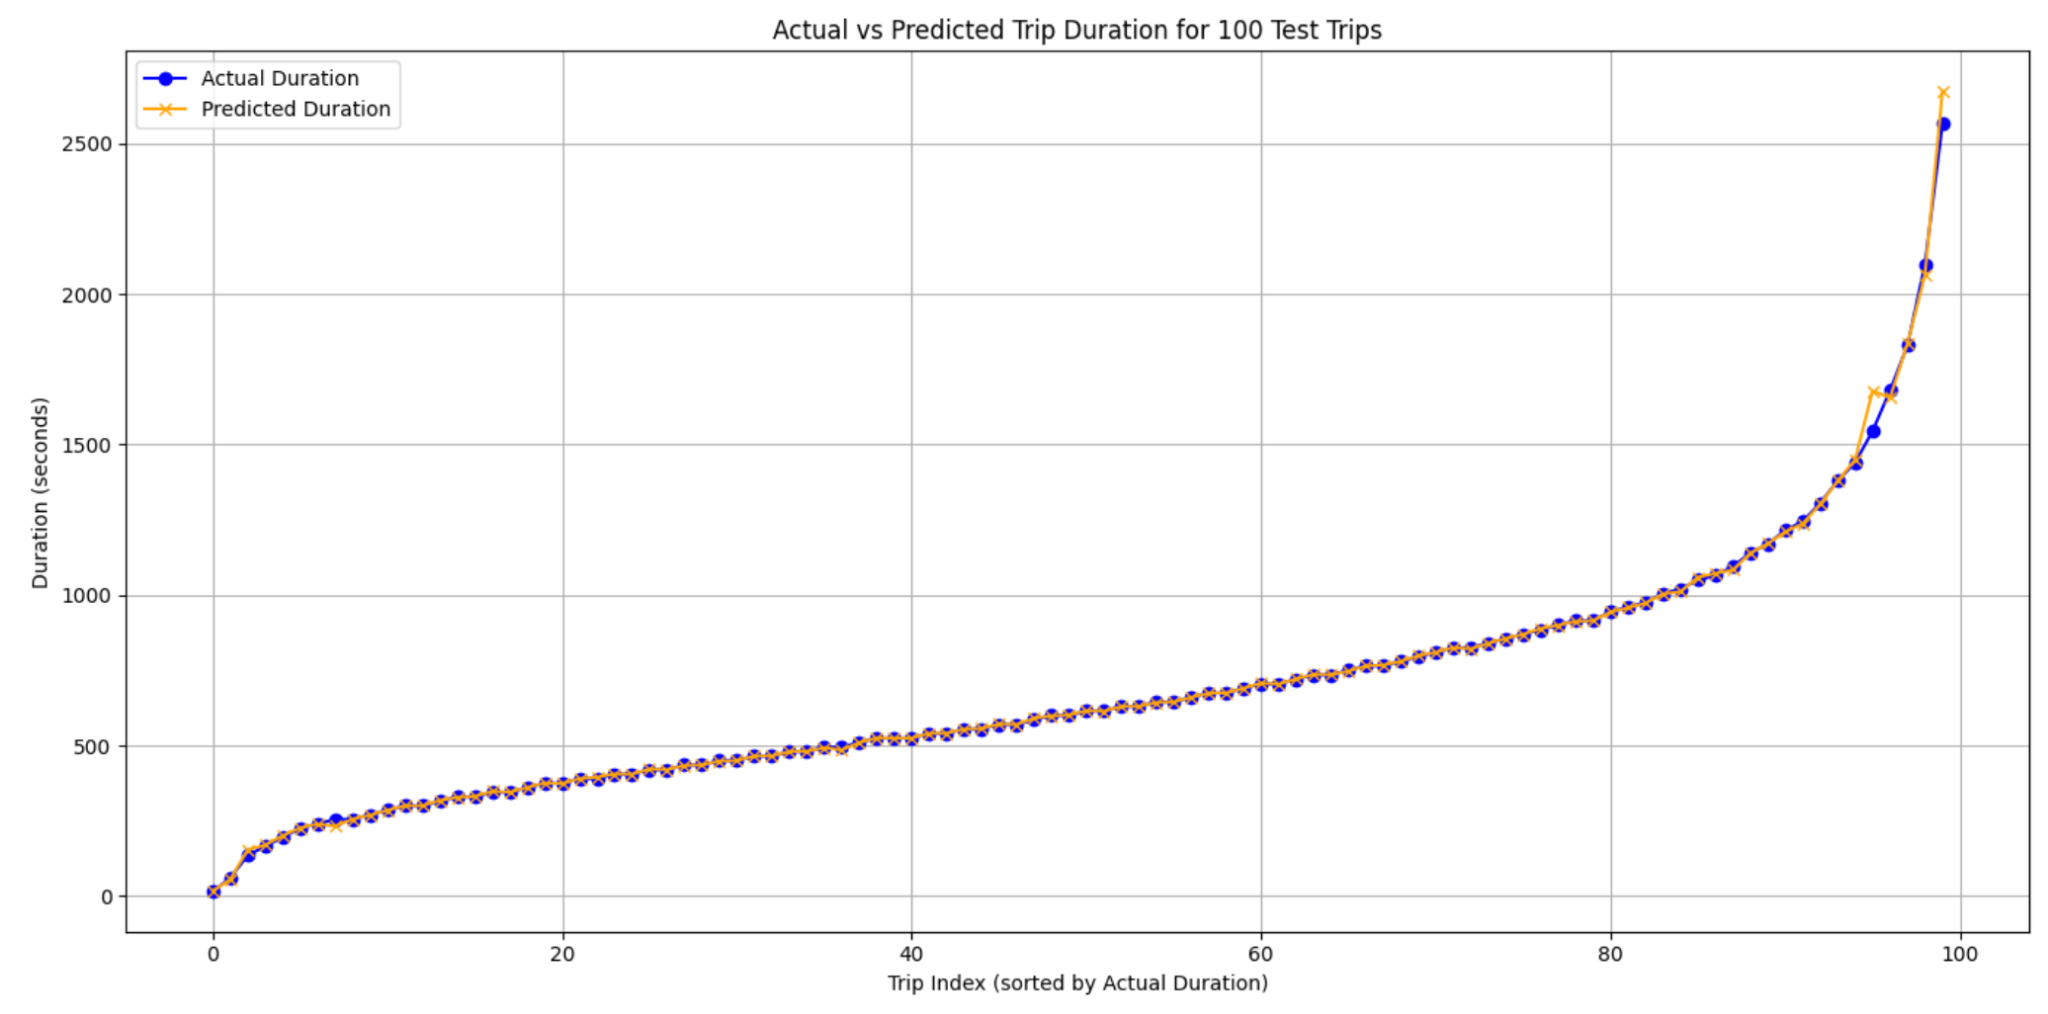 Actual vs Predicted Trip Duration for 100 Test Trips
Actual Duration
Predicted Duration
2500
2000
1500
1000
500
0
Duration (seconds)
0 20 40 60 80 100
Trip Index (sorted by Actual Duration)